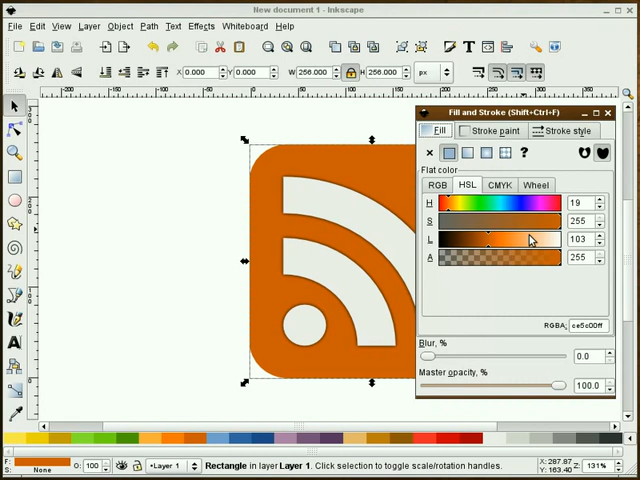 New document 1 - Inkscape
File Edit View Layer Object Path Text Effects Whiteboard Help
X 0.000 Y 0.000 W 256.000 H 256.000 px
Fill and Stroke (Shift+Ctrl+F)
Fill Stroke paint Stroke style
?
Flat color
RGB HSL CMYK Wheel
H 19
S 255
L 103
A 255
RGBA: ce5c00ff
Blur, %
0.0
Master opacity, %
100.0
F:
S: None
O: 100
Layer 1
Rectangle in layer Layer 1. Click selection to toggle scale/rotation handles.
X: 287.87
Y: 163.40
Z: 131%